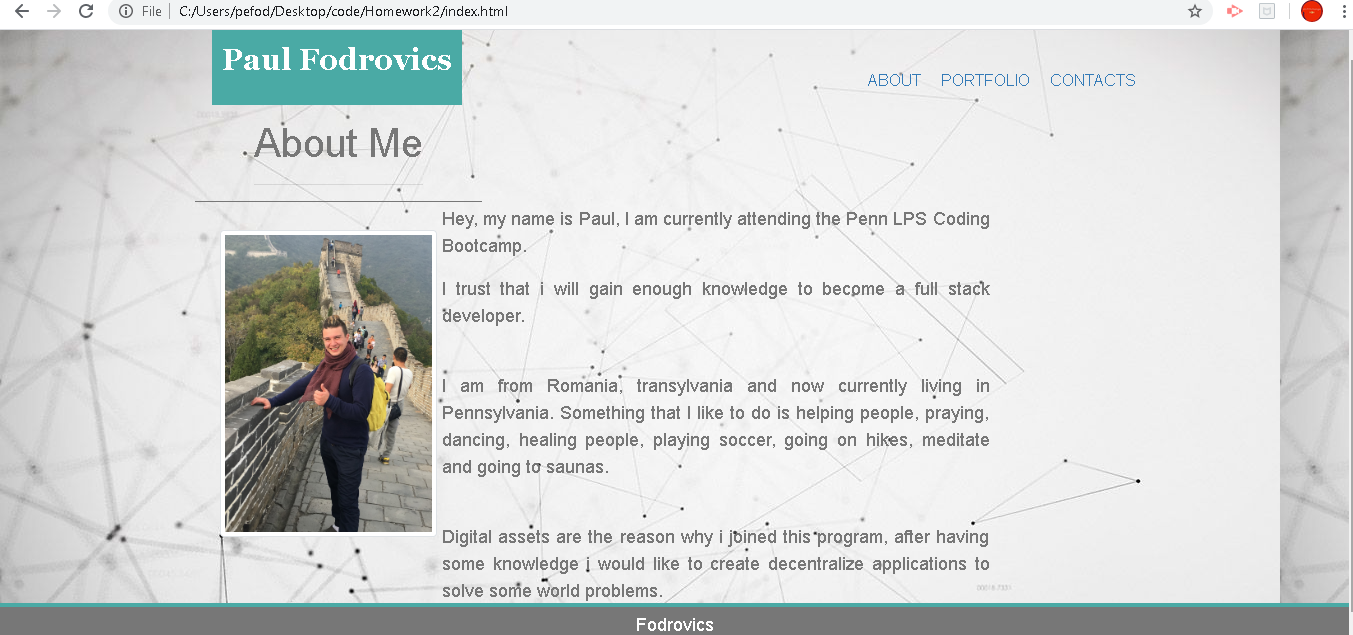 File
C:/Users/pefod/Desktop/code/Homework2/index.html
Paul Fodrovics
ABOUT PORTFOLIO CONTACTS
About Me
Hey, my name is Paul, I am currently attending the Penn LPS Coding
Bootcamp.
I trust that i will gain enough knowledge to become a full stack
developer.
I am from Romania, transylvania and now currently living in
Pennsylvania. Something that I like to do is helping people, praying,
dancing, healing people, playing soccer, going on hikes, meditate
and going to saunas.
Digital assets are the reason why i joined this program, after having
some knowledge i would like to create decentralize applications to
solve some world problems.
Fodrovics